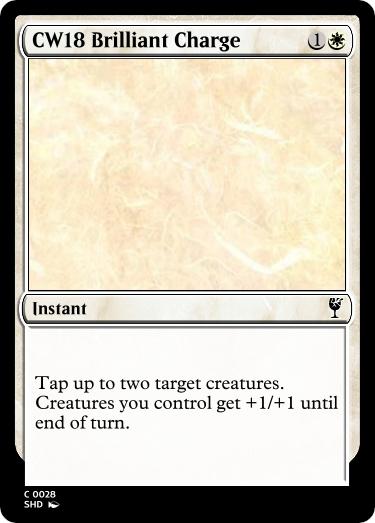 CW18 Brilliant Charge 1
Instant
Tap up to two target creatures.
Creatures you control get +1/+1 until
end of turn.
C 0028
SHD